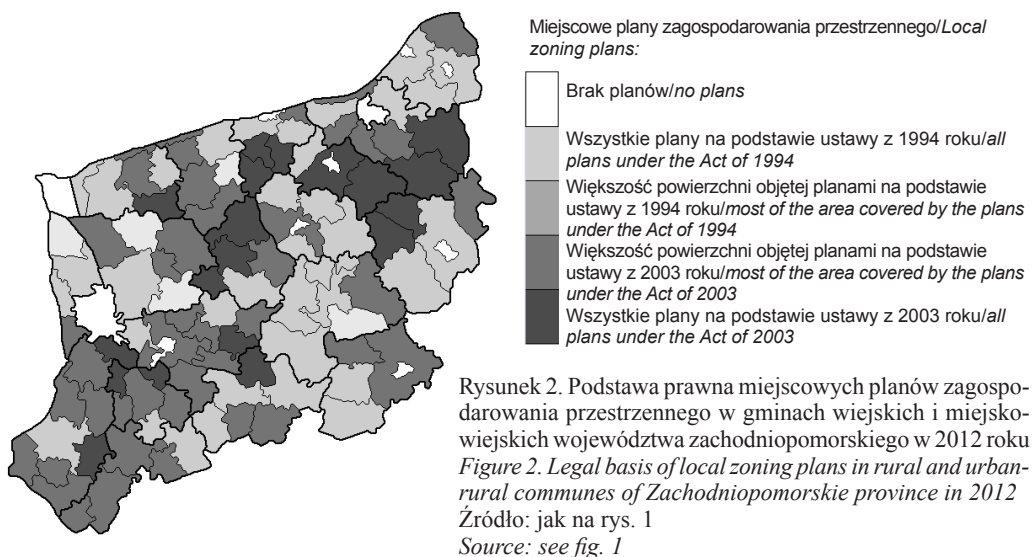 Miejscowe plany zagospodarowania przestrzennego/Local
zoning plans:
Brak planów/no plans
Wszystkie plany na podstawie ustawy z 1994 roku/all
plans under the Act of 1994
Większość powierzchni objętej planami na podstawie
ustawy z 1994 roku/most of the area covered by the plans
under the Act of 1994
Większość powierzchni objętej planami na podstawie
ustawy z 2003 roku/most of the area covered by the plans
under the Act of 2003
Wszystkie plany na podstawie ustawy z 2003 roku/all
plans under the Act of 2003
Rysunek 2. Podstawa prawna miejscowych planów zagospo-
darowania przestrzennego w gminach wiejskich i miejsko-
wiejskich województwa zachodniopomorskiego w 2012 roku
Figure 2. Legal basis of local zoning plans in rural and urban-
rural communes of Zachodniopomorskie province in 2012
Źródło: jak na rys. 1
Source: see fig. 1